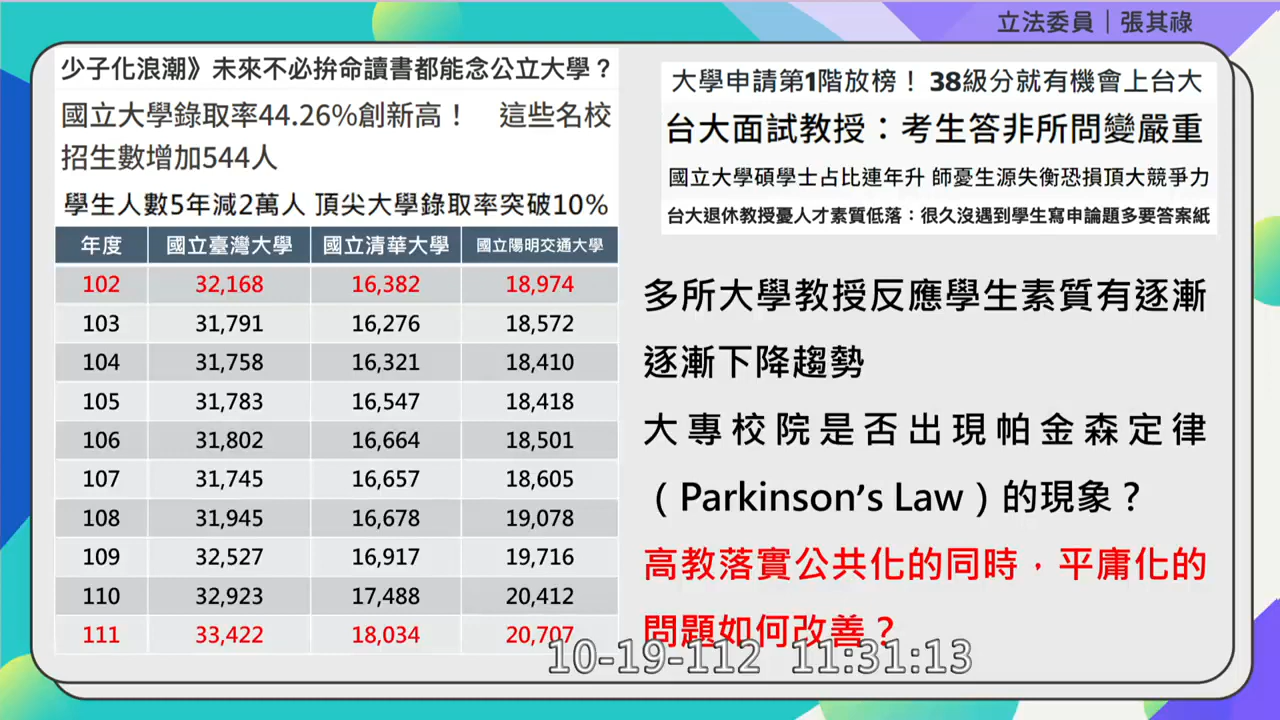 立法委員｜張其祿
少子化浪潮》未來不必拚命讀書都能念公立大學？
國立大學錄取率44.26%創新高！ 這些名校
招生數增加544人
學生人數5年減2萬人 頂尖大學錄取率突破10%
年度 國立臺灣大學 國立清華大學 國立陽明交通大學
102 32,168 16,382 18,974
103 31,791 16,276 18,572
104 31,758 16,321 18,410
105 31,783 16,547 18,418
106 31,802 16,664 18,501
107 31,745 16,657 18,605
108 31,945 16,678 19,078
109 32,527 16,917 19,716
110 32,923 17,488 20,412
111 33,422 18,034 20,707
大學申請第1階放榜！ 38級分就有機會上台大
台大面試教授：考生答非所問變嚴重
國立大學碩學士占比連年升 師憂生源失衡恐損頂大競爭力
台大退休教授憂人才素質低落：很久沒遇到學生寫申論題多要答案紙
多所大學教授反應學生素質有逐漸
逐漸下降趨勢
大專校院是否出現帕金森定律
（Parkinson’s Law）的現象？
高教落實公共化的同時，平庸化的
問題如何改善？
10-19-112 11:31:13